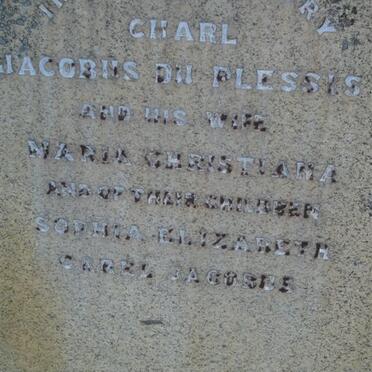 CHARL
JACOBUS DU PLESSIS
AND HIS WIFE
MARIA CHRISTIANA
AND OF THEIR CHILDREN
SOPHIA ELIZABETH
CAREL JACOBUS